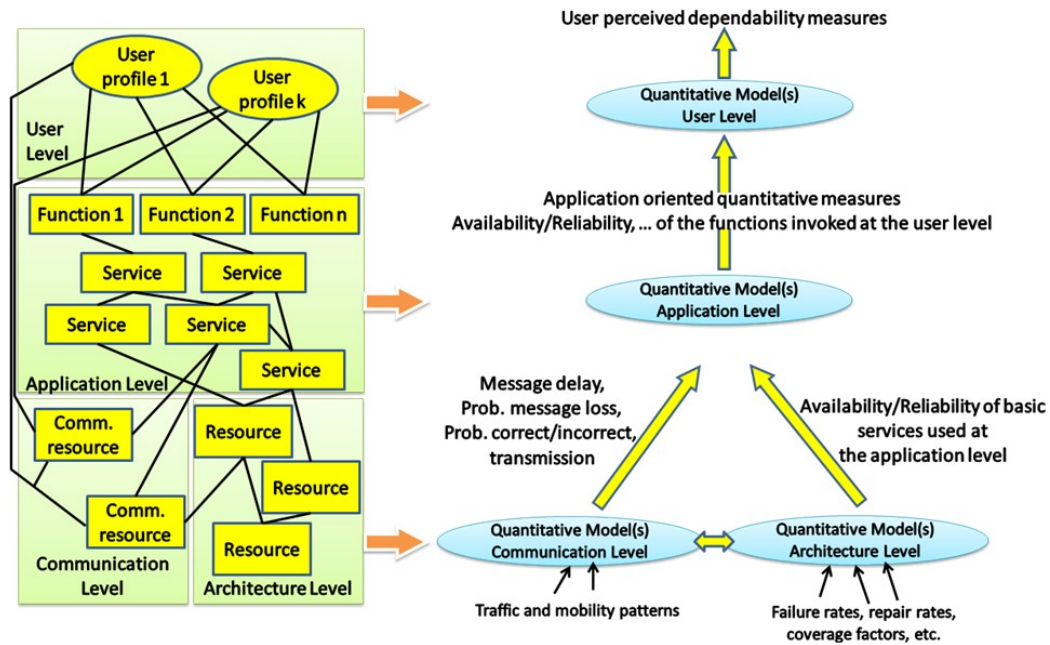 User
profile 1
User
profile k
User
Level
Function 1
Function 2
Function n
Service
Service
Service
Service
Service
Application Level
Comm.
resource
Comm.
resource
Communication
Level
Resource
Resource
Resource
Architecture Level
User perceived dependability measures
Quantitative Model(s)
User Level
Application oriented quantitative measures
Availability/Reliability, ... of the functions invoked at the user level
Quantitative Model(s)
Application Level
Message delay,
Prob. message loss,
Prob. correct/incorrect,
transmission
Availability/Reliability of basic
services used at
the application level
Quantitative Model(s)
Communication Level
Quantitative Model(s)
Architecture Level
Traffic and mobility patterns
Failure rates, repair rates,
coverage factors, etc.